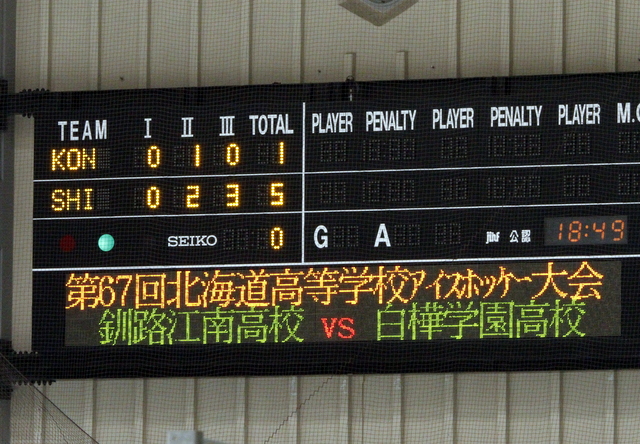 TEAM I II III TOTAL PLAYER PENALTY PLAYER PENALTY PLAYER M.C
KON 0 1 0 1
SHI 0 2 3 5
SEIKO 0 G A jihf 公認 18:49
第67回北海道高等学校アイスホッケー大会
釧路江南高校 VS 白樺学園高校